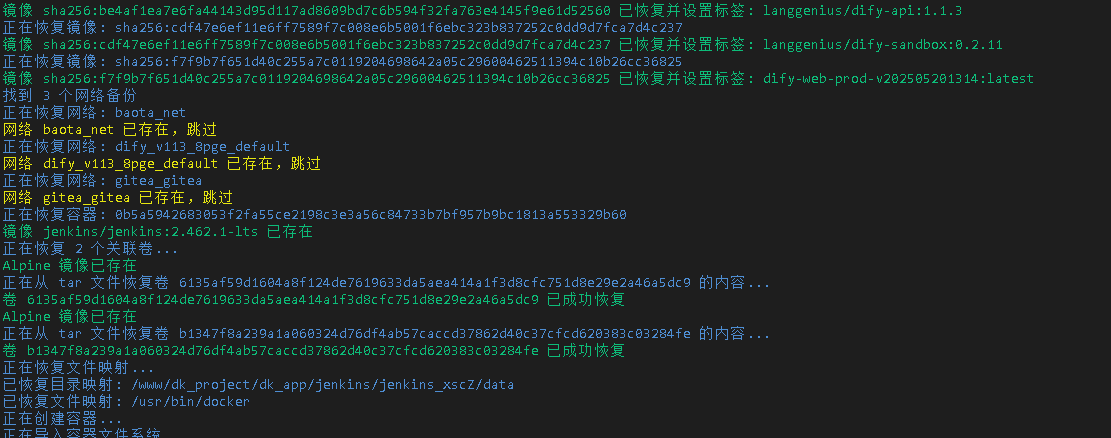 镜像 sha256:be4af1ea7e6fa44143d95d117ad8609bd7c6b594f32fa763e4145f9e61d52560 已恢复并设置标签: langgenius/dify-api:1.1.3
正在恢复镜像: sha256:cdf47e6ef11e6ff7589f7c008e6b5001f6ebc323b837252c0dd9d7fca7d4c237
镜像 sha256:cdf47e6ef11e6ff7589f7c008e6b5001f6ebc323b837252c0dd9d7fca7d4c237 已恢复并设置标签: langgenius/dify-sandbox:0.2.11
正在恢复镜像: sha256:f7f9b7f651d40c255a7c0119204698642a05c29600462511394c10b26cc36825
镜像 sha256:f7f9b7f651d40c255a7c0119204698642a05c29600462511394c10b26cc36825 已恢复并设置标签: dify-web-prod-v202505201314:latest
找到 3 个网络备份
正在恢复网络: baota_net
网络 baota_net 已存在，跳过
正在恢复网络: dify_v113_8pge_default
网络 dify_v113_8pge_default 已存在，跳过
正在恢复网络: gitea_gitea
网络 gitea_gitea 已存在，跳过
正在恢复容器: 0b5a5942683053f2fa55ce2198c3e3a56c84733b7bf957b9bc1813a553329b60
镜像 jenkins/jenkins:2.462.1-lts 已存在
正在恢复 2 个关联卷...
Alpine 镜像已存在
正在从 tar 文件恢复卷 6135af59d1604a8f124de7619633da5aea414a1f3d8cfc751d8e29e2a46a5dc9 的内容...
卷 6135af59d1604a8f124de7619633da5aea414a1f3d8cfc751d8e29e2a46a5dc9 已成功恢复
Alpine 镜像已存在
正在从 tar 文件恢复卷 b1347f8a239a1a060324d76df4ab57caccd37862d40c37cfcd620383c03284fe 的内容...
卷 b1347f8a239a1a060324d76df4ab57caccd37862d40c37cfcd620383c03284fe 已成功恢复
正在恢复文件映射...
已恢复目录映射: /www/dk_project/dk_app/jenkins/jenkins_xscZ/data
已恢复文件映射: /usr/bin/docker
正在创建容器...
正在导入容器文件系统